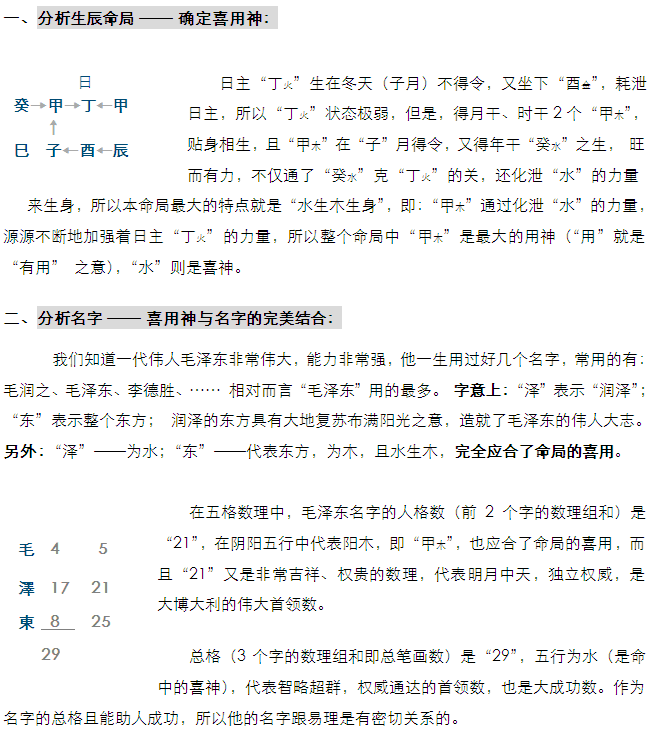 一、分析生辰命局 —— 确定喜用神：
日
癸→甲→丁←甲
↑
巳 子←酉←辰
日主“丁火”生在冬天（子月）不得令，又坐下“酉金”，耗泄
日主，所以“丁火”状态极弱，但是，得月干、时干 2 个“甲木”，
贴身相生，且“甲木”在“子”月得令，又得年干“癸水”之生， 旺
而有力，不仅通了“癸水”克“丁火”的关，还化泄“水”的力量
来生身，所以本命局最大的特点就是“水生木生身”，即：“甲木”通过化泄“水”的力量，
源源不断地加强着日主“丁火”的力量，所以整个命局中“甲木”是最大的用神（“用”就是
“有用” 之意），“水”则是喜神。
二、分析名字 —— 喜用神与名字的完美结合：
我们知道一代伟人毛泽东非常伟大，能力非常强，他一生用过好几个名字，常用的有：
毛润之、毛泽东、李德胜、…… 相对而言“毛泽东”用的最多。 字意上：“泽”表示“润泽”；
“东”表示整个东方； 润泽的东方具有大地复苏布满阳光之意，造就了毛泽东的伟人大志。
另外：“泽”——为水；“东”——代表东方，为木，且水生木，完全应合了命局的喜用。
毛 4 5
澤 17 21
東 8 25
29
在五格数理中，毛泽东名字的人格数（前 2 个字的数理组和）是
“21”，在阴阳五行中代表阳木，即“甲木”，也应合了命局的喜用，而
且“21”又是非常吉祥、权贵的数理，代表明月中天，独立权威，是
大博大利的伟大首领数。
总格（3 个字的数理组和即总笔画数）是“29”，五行为水（是命
中的喜神），代表智略超群，权威通达的首领数，也是大成功数。作为
名字的总格且能助人成功，所以他的名字跟易理是有密切关系的。